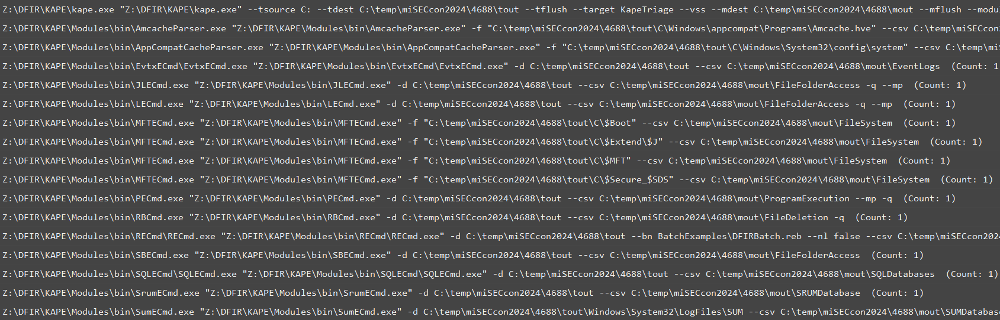 Z:\DFIR\KAPE\kape.exe "Z:\DFIR\KAPE\kape.exe" --tsource C: --tdest C:\temp\miSECcon2024\4688\tout --tflush --target KapeTriage --vss --mdest C:\temp\miSECcon2024\4688\mout --mflush --modul
Z:\DFIR\KAPE\Modules\bin\AmcacheParser.exe "Z:\DFIR\KAPE\Modules\bin\AmcacheParser.exe" -f "C:\temp\miSECcon2024\4688\tout\C\Windows\appcompat\Programs\Amcache.hve" --csv C:\temp\miSECcon
Z:\DFIR\KAPE\Modules\bin\AppCompatCacheParser.exe "Z:\DFIR\KAPE\Modules\bin\AppCompatCacheParser.exe" -f "C:\temp\miSECcon2024\4688\tout\C\Windows\System32\config\system" --csv C:\temp\miS
Z:\DFIR\KAPE\Modules\bin\EvtxECmd\EvtxECmd.exe "Z:\DFIR\KAPE\Modules\bin\EvtxECmd\EvtxECmd.exe" -d C:\temp\miSECcon2024\4688\tout --csv C:\temp\miSECcon2024\4688\mout\EventLogs (Count: 1
Z:\DFIR\KAPE\Modules\bin\JLECmd.exe "Z:\DFIR\KAPE\Modules\bin\JLECmd.exe" -d C:\temp\miSECcon2024\4688\tout --csv C:\temp\miSECcon2024\4688\mout\FileFolderAccess -q --mp (Count: 1)
Z:\DFIR\KAPE\Modules\bin\LECmd.exe "Z:\DFIR\KAPE\Modules\bin\LECmd.exe" -d C:\temp\miSECcon2024\4688\tout --csv C:\temp\miSECcon2024\4688\mout\FileFolderAccess -q --mp (Count: 1)
Z:\DFIR\KAPE\Modules\bin\MFTECmd.exe "Z:\DFIR\KAPE\Modules\bin\MFTECmd.exe" -f "C:\temp\miSECcon2024\4688\tout\C\$Boot" --csv C:\temp\miSECcon2024\4688\mout\FileSystem (Count: 1)
Z:\DFIR\KAPE\Modules\bin\MFTECmd.exe "Z:\DFIR\KAPE\Modules\bin\MFTECmd.exe" -f "C:\temp\miSECcon2024\4688\tout\C\$Extend\$J" --csv C:\temp\miSECcon2024\4688\mout\FileSystem (Count: 1)
Z:\DFIR\KAPE\Modules\bin\MFTECmd.exe "Z:\DFIR\KAPE\Modules\bin\MFTECmd.exe" -f "C:\temp\miSECcon2024\4688\tout\C\$MFT" --csv C:\temp\miSECcon2024\4688\mout\FileSystem (Count: 1)
Z:\DFIR\KAPE\Modules\bin\MFTECmd.exe "Z:\DFIR\KAPE\Modules\bin\MFTECmd.exe" -f "C:\temp\miSECcon2024\4688\tout\C\$Secure_$SDS" --csv C:\temp\miSECcon2024\4688\mout\FileSystem (Count: 1)
Z:\DFIR\KAPE\Modules\bin\PECmd.exe "Z:\DFIR\KAPE\Modules\bin\PECmd.exe" -d C:\temp\miSECcon2024\4688\tout --csv C:\temp\miSECcon2024\4688\mout\ProgramExecution --mp -q (Count: 1)
Z:\DFIR\KAPE\Modules\bin\RBCmd.exe "Z:\DFIR\KAPE\Modules\bin\RBCmd.exe" -d C:\temp\miSECcon2024\4688\tout --csv C:\temp\miSECcon2024\4688\mout\FileDeletion -q (Count: 1)
Z:\DFIR\KAPE\Modules\bin\RECmd\RECmd.exe "Z:\DFIR\KAPE\Modules\bin\RECmd\RECmd.exe" -d C:\temp\miSECcon2024\4688\tout --bn BatchExamples\DFIRBatch.reb --nl false --csv C:\temp\miSECcon2024
Z:\DFIR\KAPE\Modules\bin\SBECmd.exe "Z:\DFIR\KAPE\Modules\bin\SBECmd.exe" -d C:\temp\miSECcon2024\4688\tout --csv C:\temp\miSECcon2024\4688\mout\FileFolderAccess (Count: 1)
Z:\DFIR\KAPE\Modules\bin\SQLECmd\SQLECmd.exe "Z:\DFIR\KAPE\Modules\bin\SQLECmd\SQLECmd.exe" -d C:\temp\miSECcon2024\4688\tout --csv C:\temp\miSECcon2024\4688\mout\SQLDatabases (Count: 1)
Z:\DFIR\KAPE\Modules\bin\SrumECmd.exe "Z:\DFIR\KAPE\Modules\bin\SrumECmd.exe" -d C:\temp\miSECcon2024\4688\tout --csv C:\temp\miSECcon2024\4688\mout\SRUMDatabase (Count: 1)
Z:\DFIR\KAPE\Modules\bin\SumECmd.exe "Z:\DFIR\KAPE\Modules\bin\SumECmd.exe" -d C:\temp\miSECcon2024\4688\tout\Windows\System32\LogFiles\SUM --csv C:\temp\miSECcon2024\4688\mout\SUMDatabas